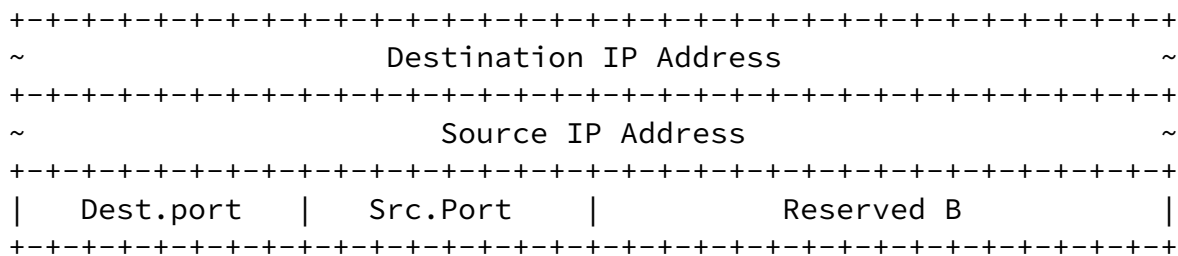 +-+-+-+-+-+-+-+-+-+-+-+-+-+-+-+-+-+-+-+-+-+-+-+-+-+-+-+-+-+-+-+-+
~                     Destination IP Address                    ~
+-+-+-+-+-+-+-+-+-+-+-+-+-+-+-+-+-+-+-+-+-+-+-+-+-+-+-+-+-+-+-+-+
~                        Source IP Address                      ~
+-+-+-+-+-+-+-+-+-+-+-+-+-+-+-+-+-+-+-+-+-+-+-+-+-+-+-+-+-+-+-+-+
|   Dest.port   |   Src.Port    |          Reserved B           |
+-+-+-+-+-+-+-+-+-+-+-+-+-+-+-+-+-+-+-+-+-+-+-+-+-+-+-+-+-+-+-+-+